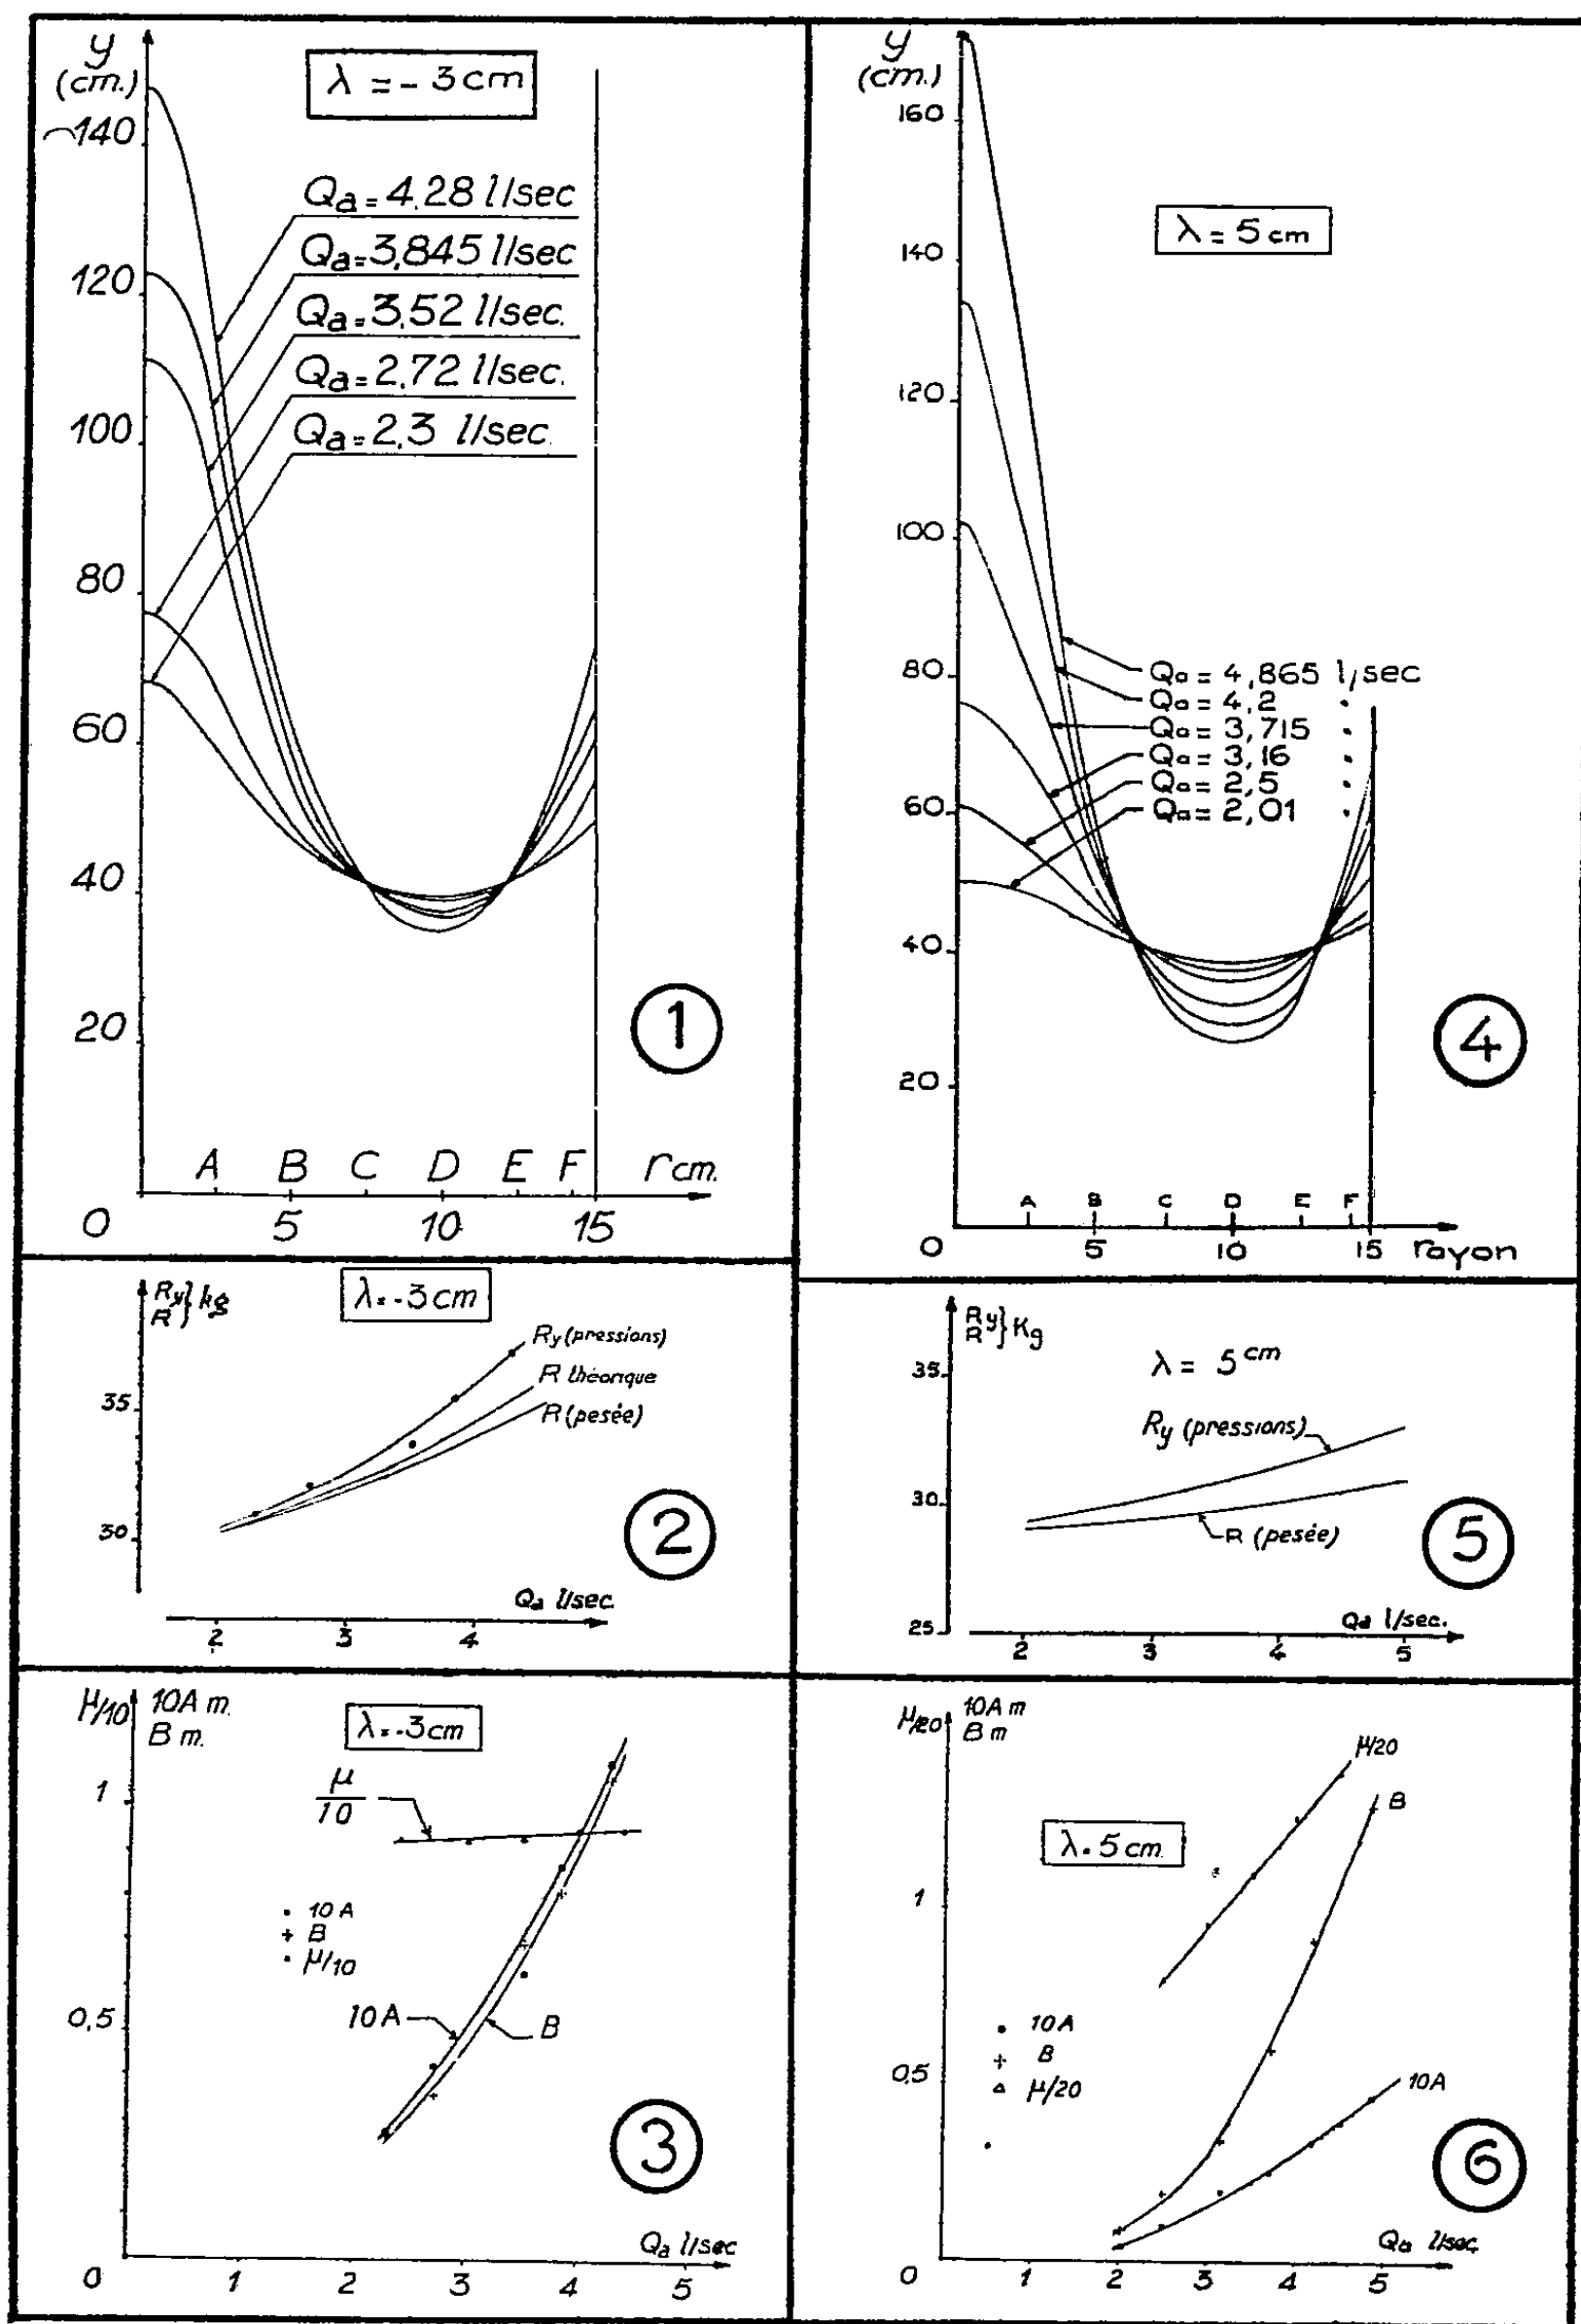 y
(cm.)
λ = - 3 cm
140
120
100
80
60
40
20
Qa = 4,28 l/sec
Qa = 3,845 l/sec
Qa = 3,52 l/sec.
Qa = 2,72 l/sec.
Qa = 2,3 l/sec.
1
A B C D E F r cm.
0 5 10 15
y
(cm.)
λ = 5 cm
160
140
120
100
80
60
40
20
Qa = 4,865 l/sec
Qa = 4,2 "
Qa = 3,715 "
Qa = 3,16 "
Qa = 2,5 "
Qa = 2,01 "
4
A B C D E F
0 5 10 15 rayon
Ry
R } kg
λ = -3 cm
35
30
Ry (pressions)
R théorique
R (pesée)
2
Qa l/sec.
2 3 4
Ry
R } Kg
λ = 5 cm
35
30
25
Ry (pressions)
R (pesée)
5
Qa l/sec.
2 3 4 5
μ/10 10A m.
B m.
λ = -3 cm
1
0,5
μ/10
• 10 A
+ B
• μ/10
10A
B
3
Qa l/sec
0 1 2 3 4 5
μ/20 10A m
B m
λ = 5 cm
1
0,5
μ/20
B
10A
• 10A
+ B
△ μ/20
6
Qa l/sec
0 1 2 3 4 5